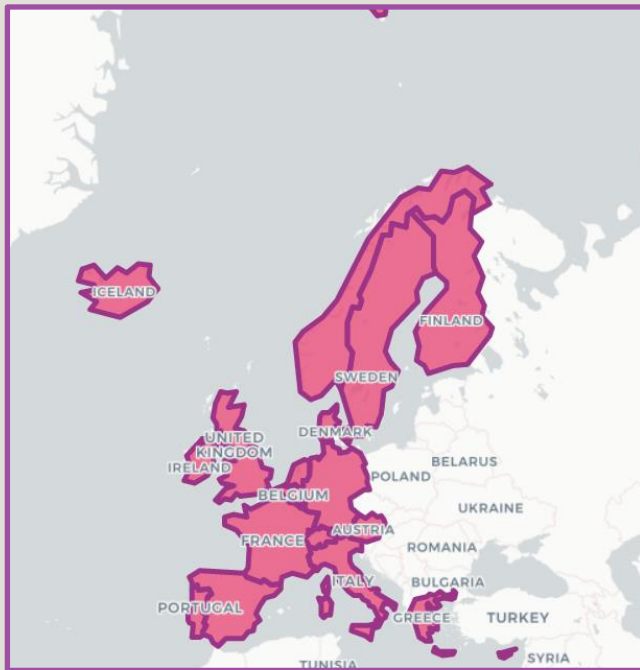 ICELAND
FINLAND
SWEDEN
DENMARK
UNITED
KINGDOM
IRELAND
BELARUS
POLAND
BELGIUM
UKRAINE
AUSTRIA
FRANCE
ROMANIA
ITALY
BULGARIA
PORTUGAL
GREECE
TURKEY
SYRIA
TUNISIA